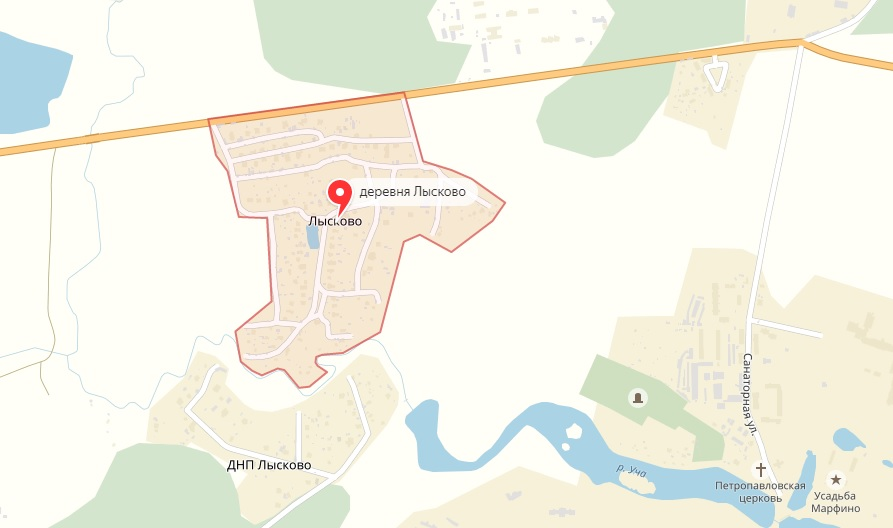 деревня Лысково
Лысково
Санаторная ул.
ДНП Лысково
р. Уча
Петропавловская
церковь
Усадьба
Марфино